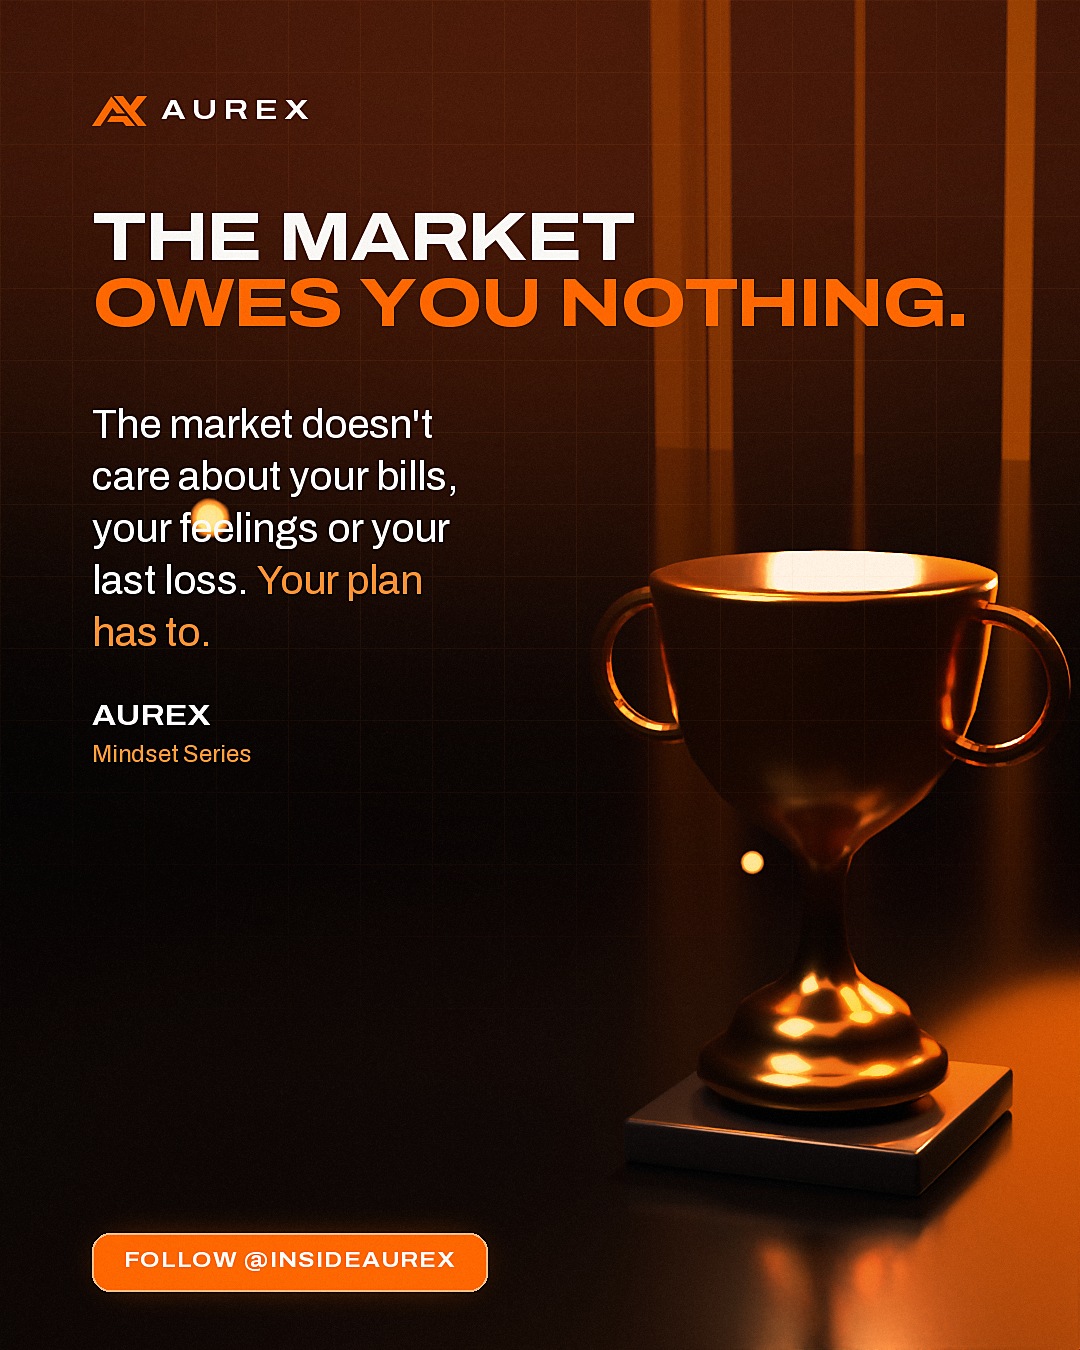 AUREX
THE MARKET
OWES YOU NOTHING.
The market doesn't
care about your bills,
your feelings or your
last loss. Your plan
has to.
AUREX
Mindset Series
FOLLOW @INSIDEAUREX